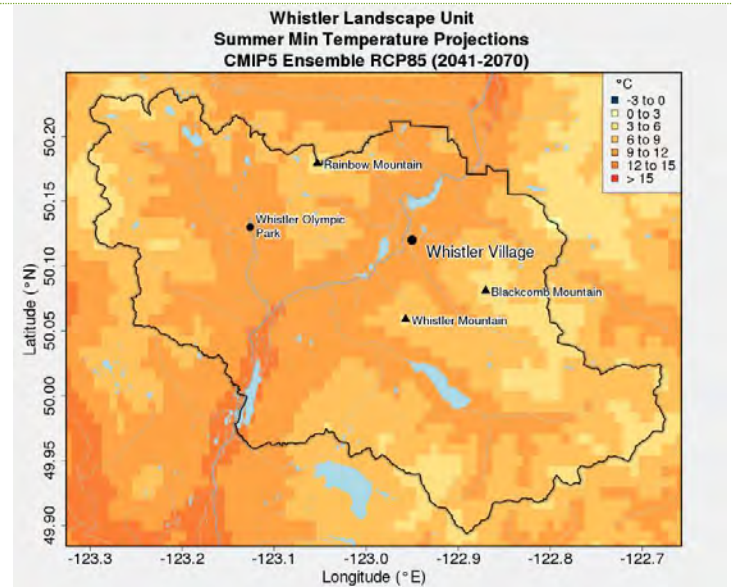 Whistler Landscape Unit
Summer Min Temperature Projections
CMIP5 Ensemble RCP85 (2041-2070)
°C
-3 to 0
0 to 3
3 to 6
6 to 9
9 to 12
12 to 15
> 15
Rainbow Mountain
Whistler Olympic
Park
Whistler Village
Blackcomb Mountain
Whistler Mountain
Latitude (°N)
50.20
50.15
50.10
50.05
50.00
49.95
49.90
-123.3 -123.2 -123.1 -123.0 -122.9 -122.8 -122.7
Longitude (°E)